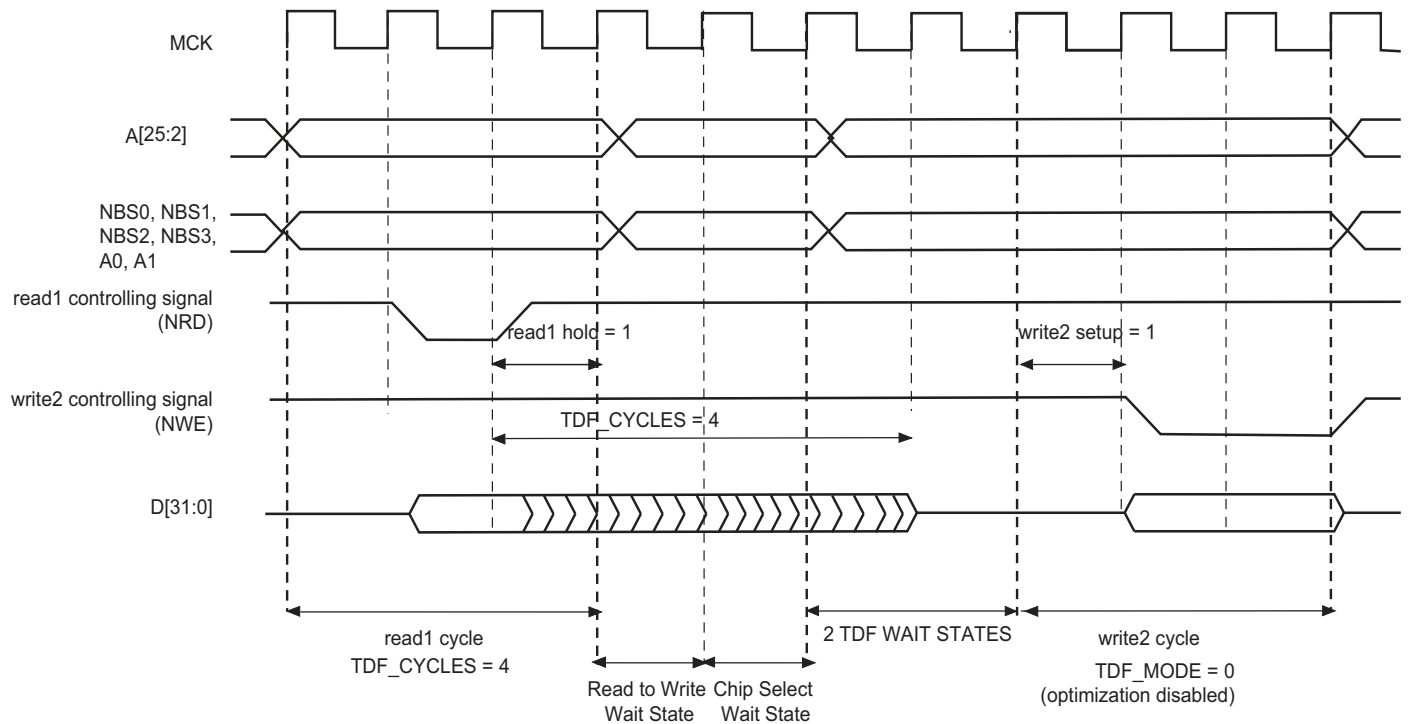 MCK
A[25:2]
NBS0, NBS1,
NBS2, NBS3,
A0, A1
read1 controlling signal
(NRD)
read1 hold = 1
write2 setup = 1
write2 controlling signal
(NWE)
TDF_CYCLES = 4
D[31:0]
read1 cycle
TDF_CYCLES = 4
2 TDF WAIT STATES
write2 cycle
TDF_MODE = 0
(optimization disabled)
Read to Write
Wait State
Chip Select
Wait State